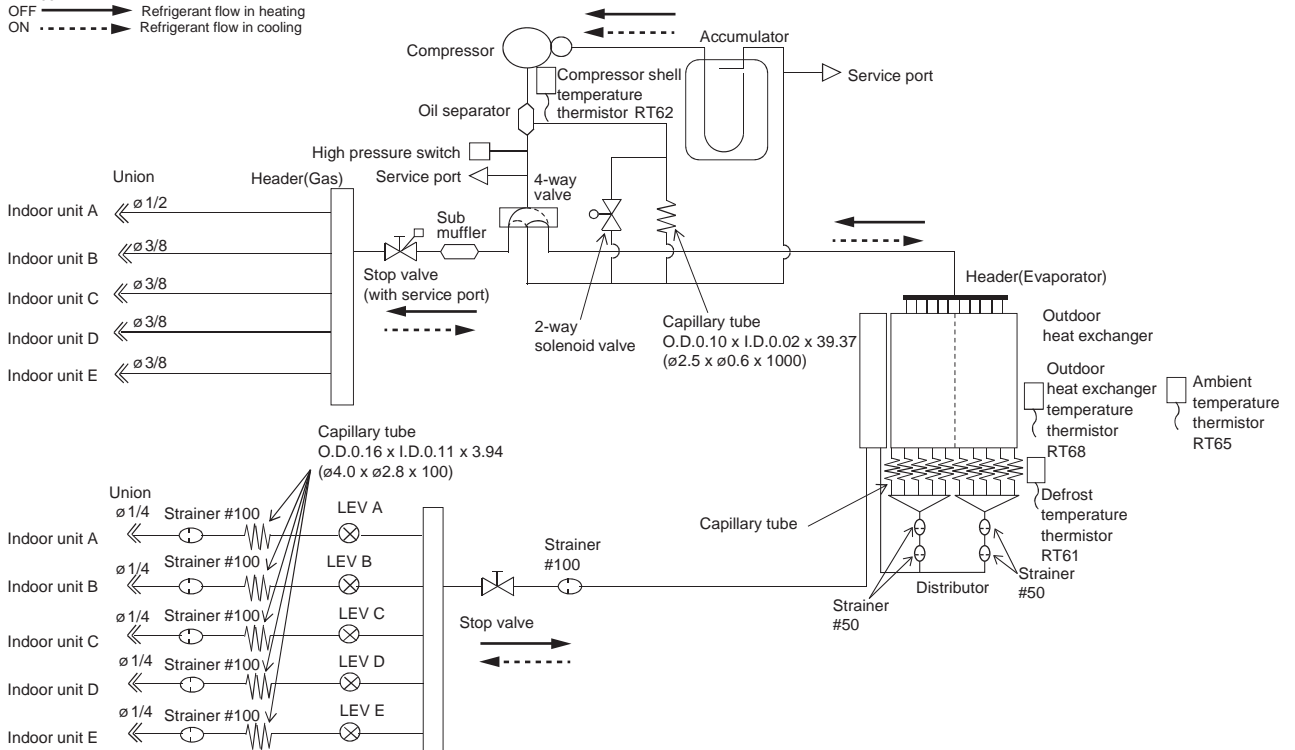 OFF Refrigerant flow in heating
ON Refrigerant flow in cooling
Compressor
Accumulator
Service port
Compressor shell
temperature
thermistor RT62
Oil separator
High pressure switch
Service port
4-way
valve
Union
Header(Gas)
Indoor unit A
ø 1/2
Indoor unit B
ø 3/8
Indoor unit C
ø 3/8
Indoor unit D
ø 3/8
Indoor unit E
ø 3/8
Sub
muffler
Stop valve
(with service port)
2-way
solenoid valve
Capillary tube
O.D.0.10 x I.D.0.02 x 39.37
(ø2.5 x ø0.6 x 1000)
Header(Evaporator)
Outdoor
heat exchanger
Outdoor
heat exchanger
temperature
thermistor
RT68
Ambient
temperature
thermistor
RT65
Defrost
temperature
thermistor
RT61
Capillary tube
Distributor
Strainer
#50
Strainer
#50
Capillary tube
O.D.0.16 x I.D.0.11 x 3.94
(ø4.0 x ø2.8 x 100)
Union
Indoor unit A
ø 1/4
Strainer #100
LEV A
Indoor unit B
ø 1/4
Strainer #100
LEV B
Indoor unit C
ø 1/4
Strainer #100
LEV C
Indoor unit D
ø 1/4
Strainer #100
LEV D
Indoor unit E
ø 1/4
Strainer #100
LEV E
Stop valve
Strainer
#100